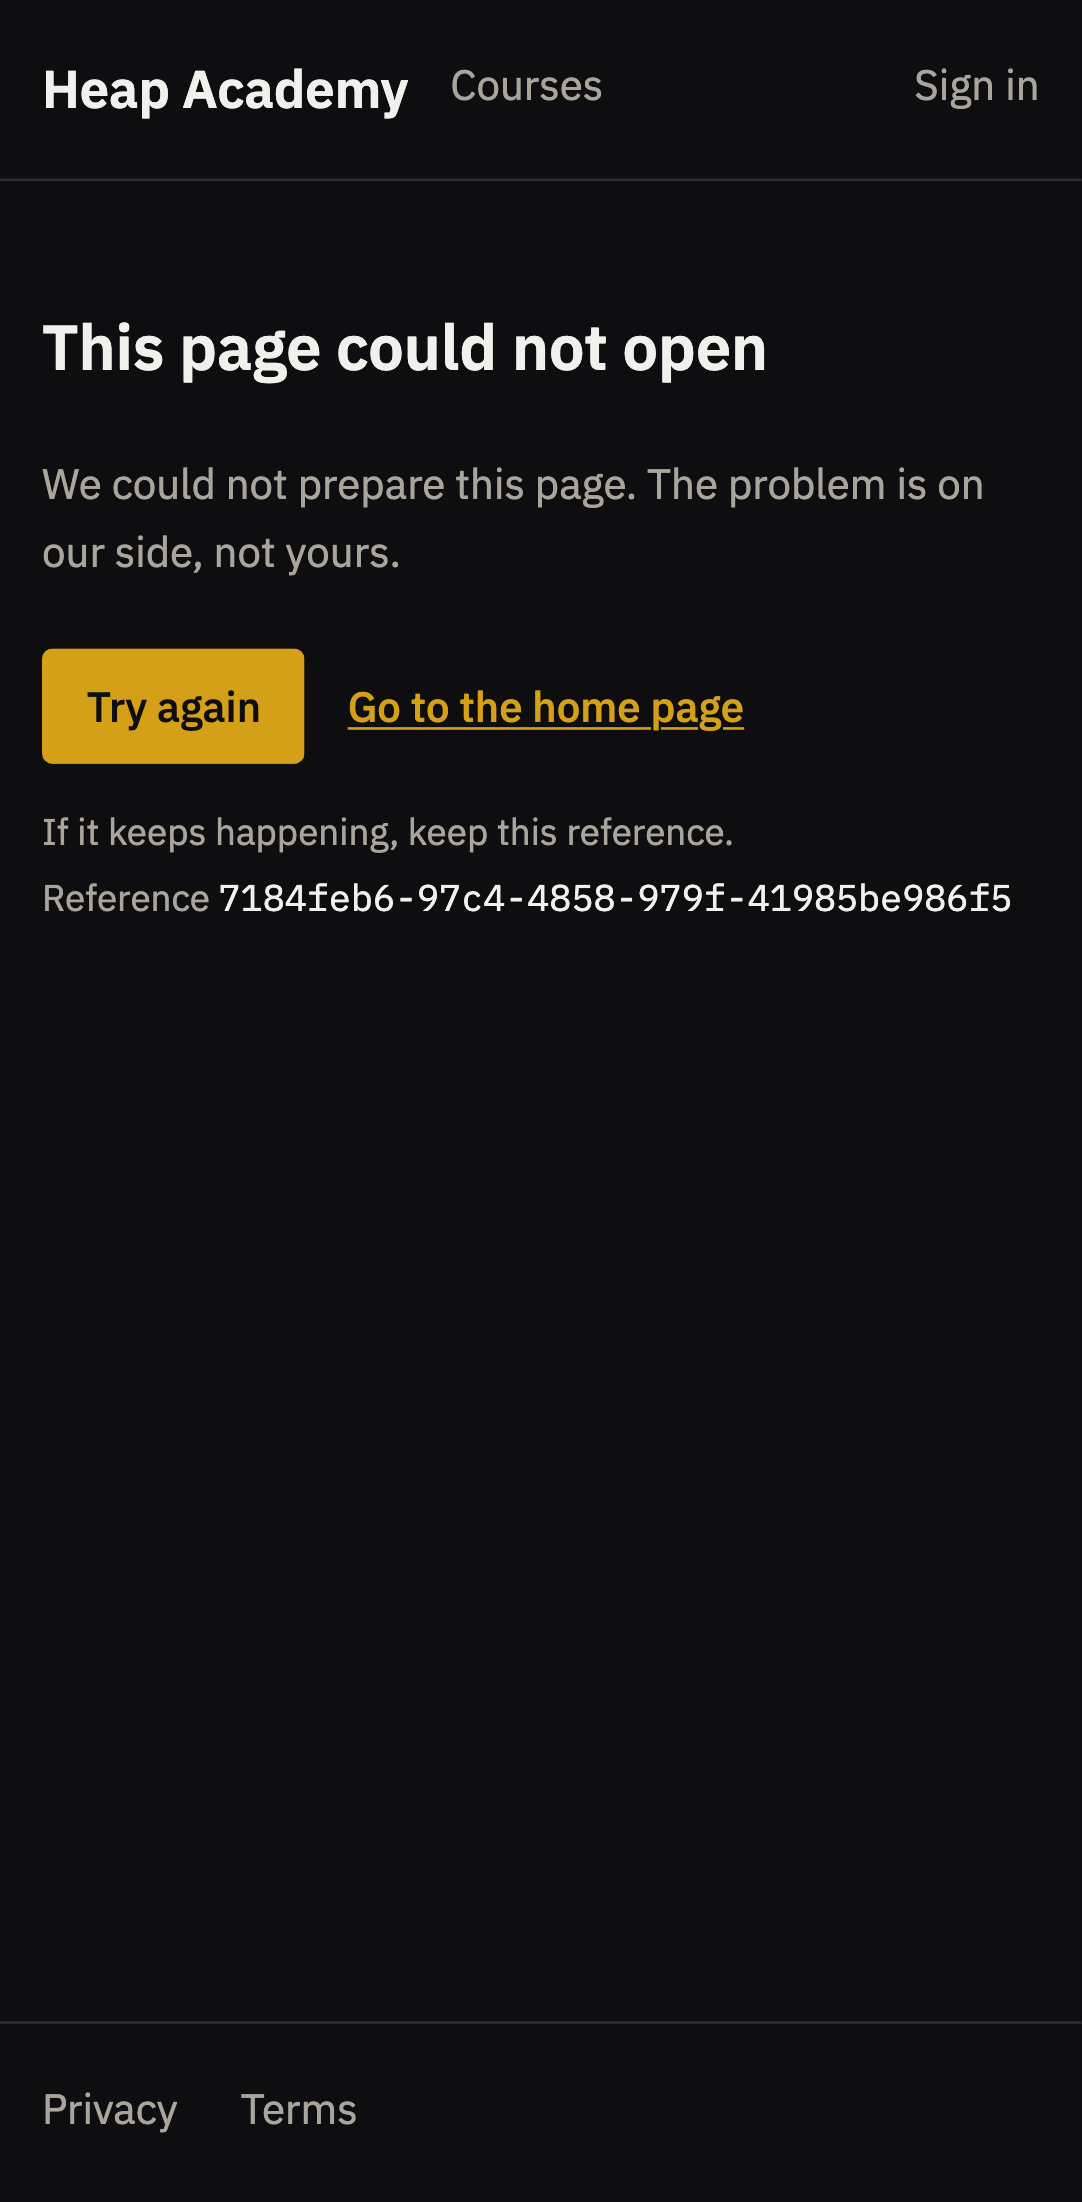 Heap Academy Courses Sign in
This page could not open
We could not prepare this page. The problem is on
our side, not yours.
Try again Go to the home page
If it keeps happening, keep this reference.
Reference 7184feb6-97c4-4858-979f-41985be986f5
Privacy Terms